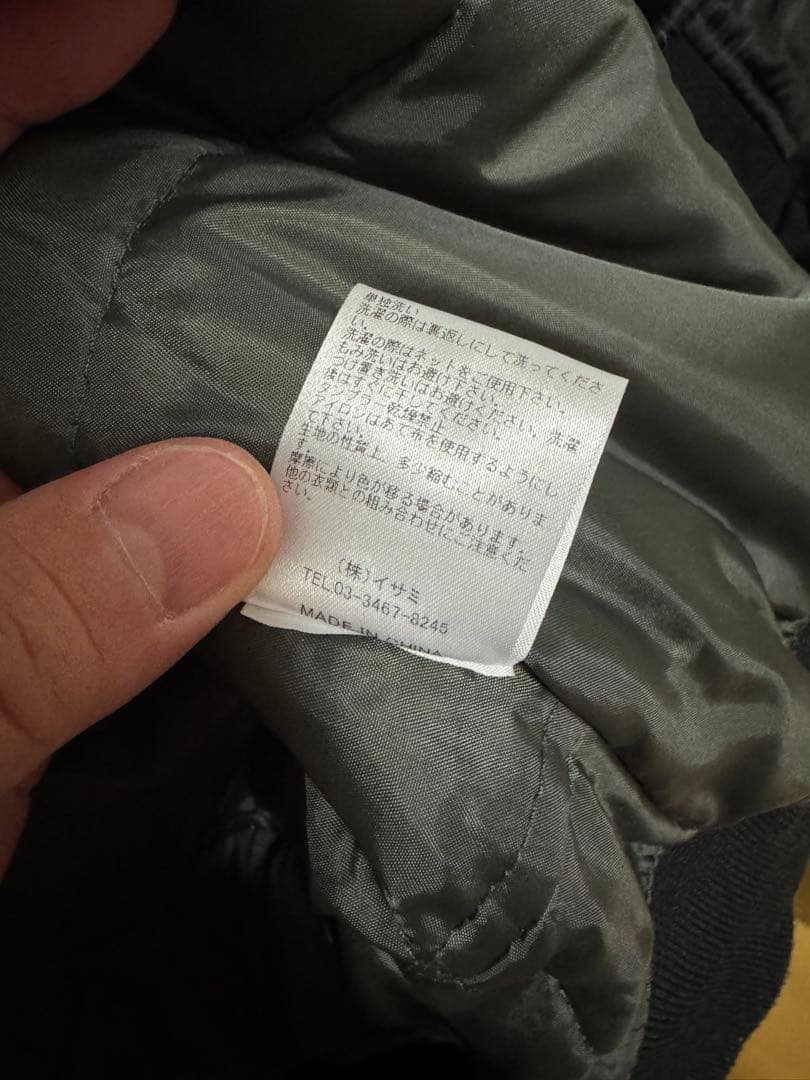 単独洗い
洗濯の際は裏返しにして洗ってくださ
い。
洗濯の際はネットをご使用下さい。
もみ洗いはお避け下さい。
つけ置き洗いはお避けください。洗濯
後はすぐに干してください。
タンブラー乾燥禁止
アイロンはあて布を使用するようにし
て下さい。
生地の性質上、多少縮むことがありま
す。
摩擦により色が移る場合があります。
他の衣類との組み合わせにご注意くだ
さい。
(株)イサミ
TEL.03-3467-8245
MADE IN CHINA